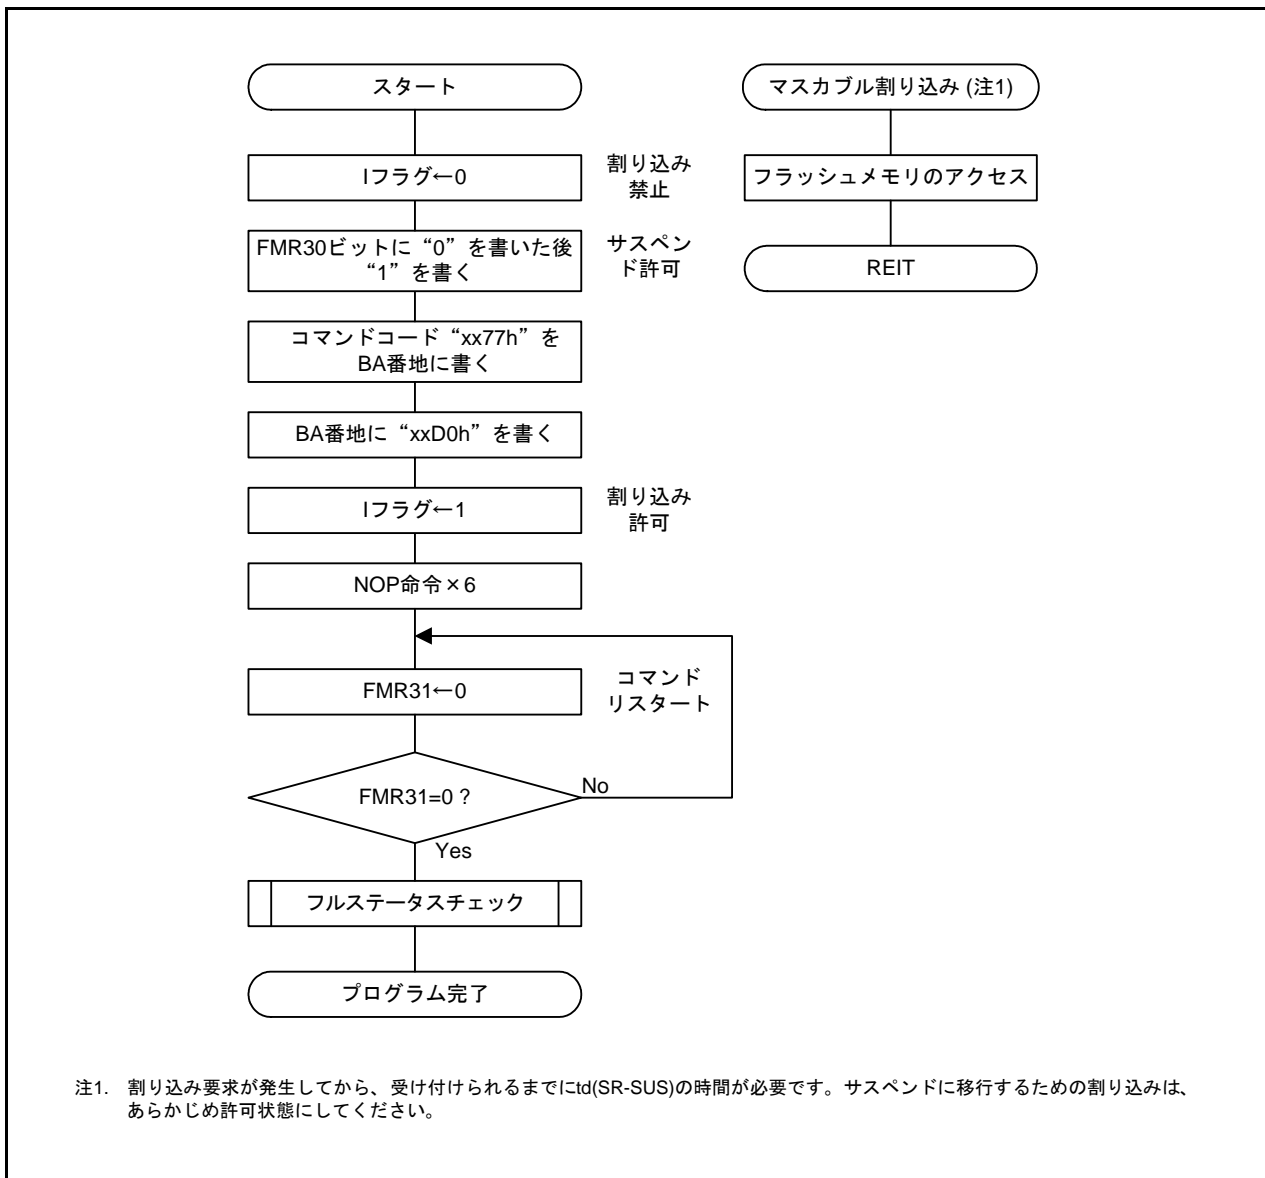 スタート
Iフラグ←0
割り込み
禁止
FMR30ビットに“0”を書いた後
“1”を書く
サスペン
ド許可
コマンドコード“xx77h”を
BA番地に書く
BA番地に“xxD0h”を書く
Iフラグ←1
割り込み
許可
NOP命令×6
FMR31←0
コマンド
リスタート
FMR31=0 ?
No
Yes
フルステータスチェック
プログラム完了
マスカブル割り込み (注1)
フラッシュメモリのアクセス
REIT
注1. 割り込み要求が発生してから、受け付けられるまでにtd(SR-SUS)の時間が必要です。サスペンドに移行するための割り込みは、
あらかじめ許可状態にしてください。